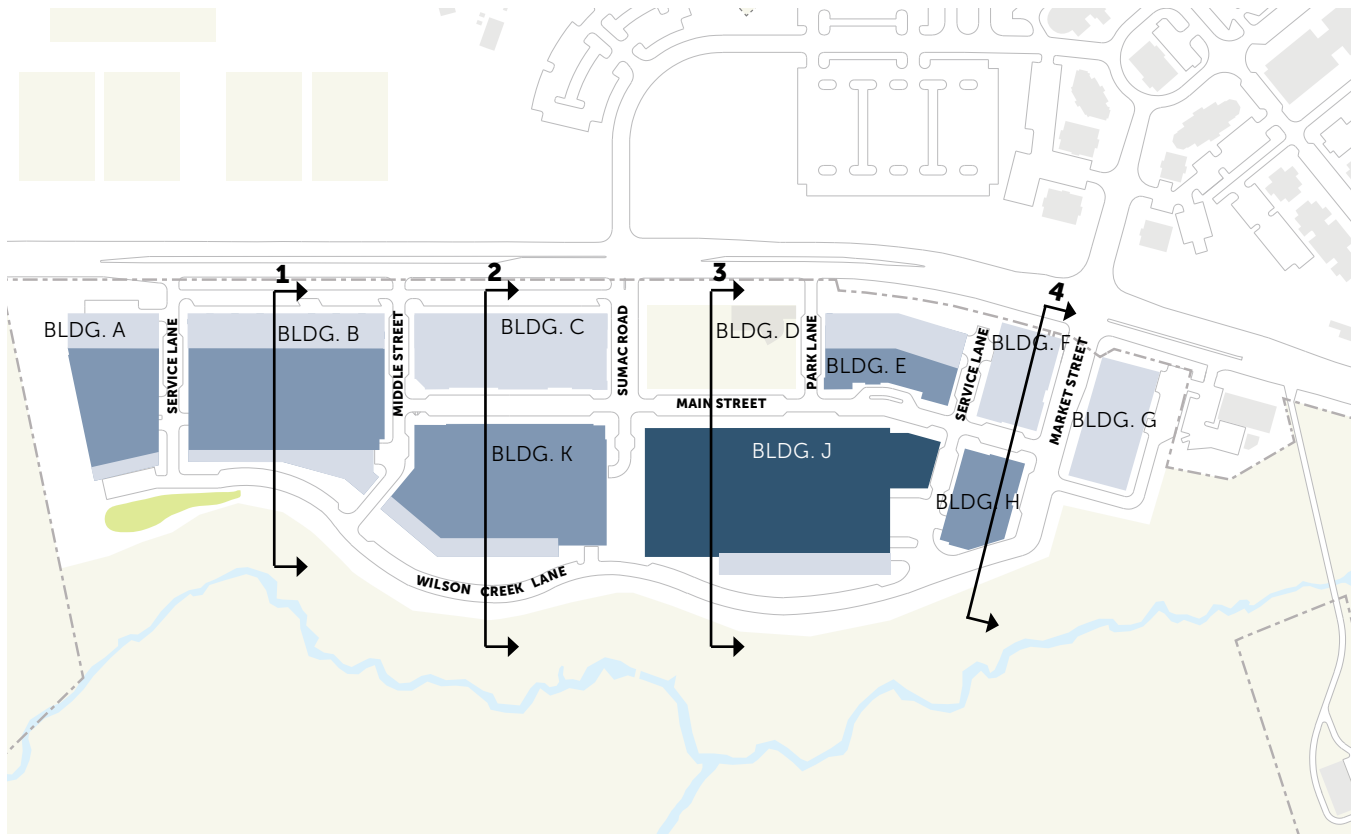 1
2
3
4
BLDG. A
BLDG. B
BLDG. C
BLDG. D
BLDG. E
BLDG. F
BLDG. G
SERVICE LANE
MIDDLE STREET
SUMAC ROAD
PARK LANE
SERVICE LANE
MARKET STREET
MAIN STREET
BLDG. K
BLDG. J
BLDG. H
WILSON CREEK LANE